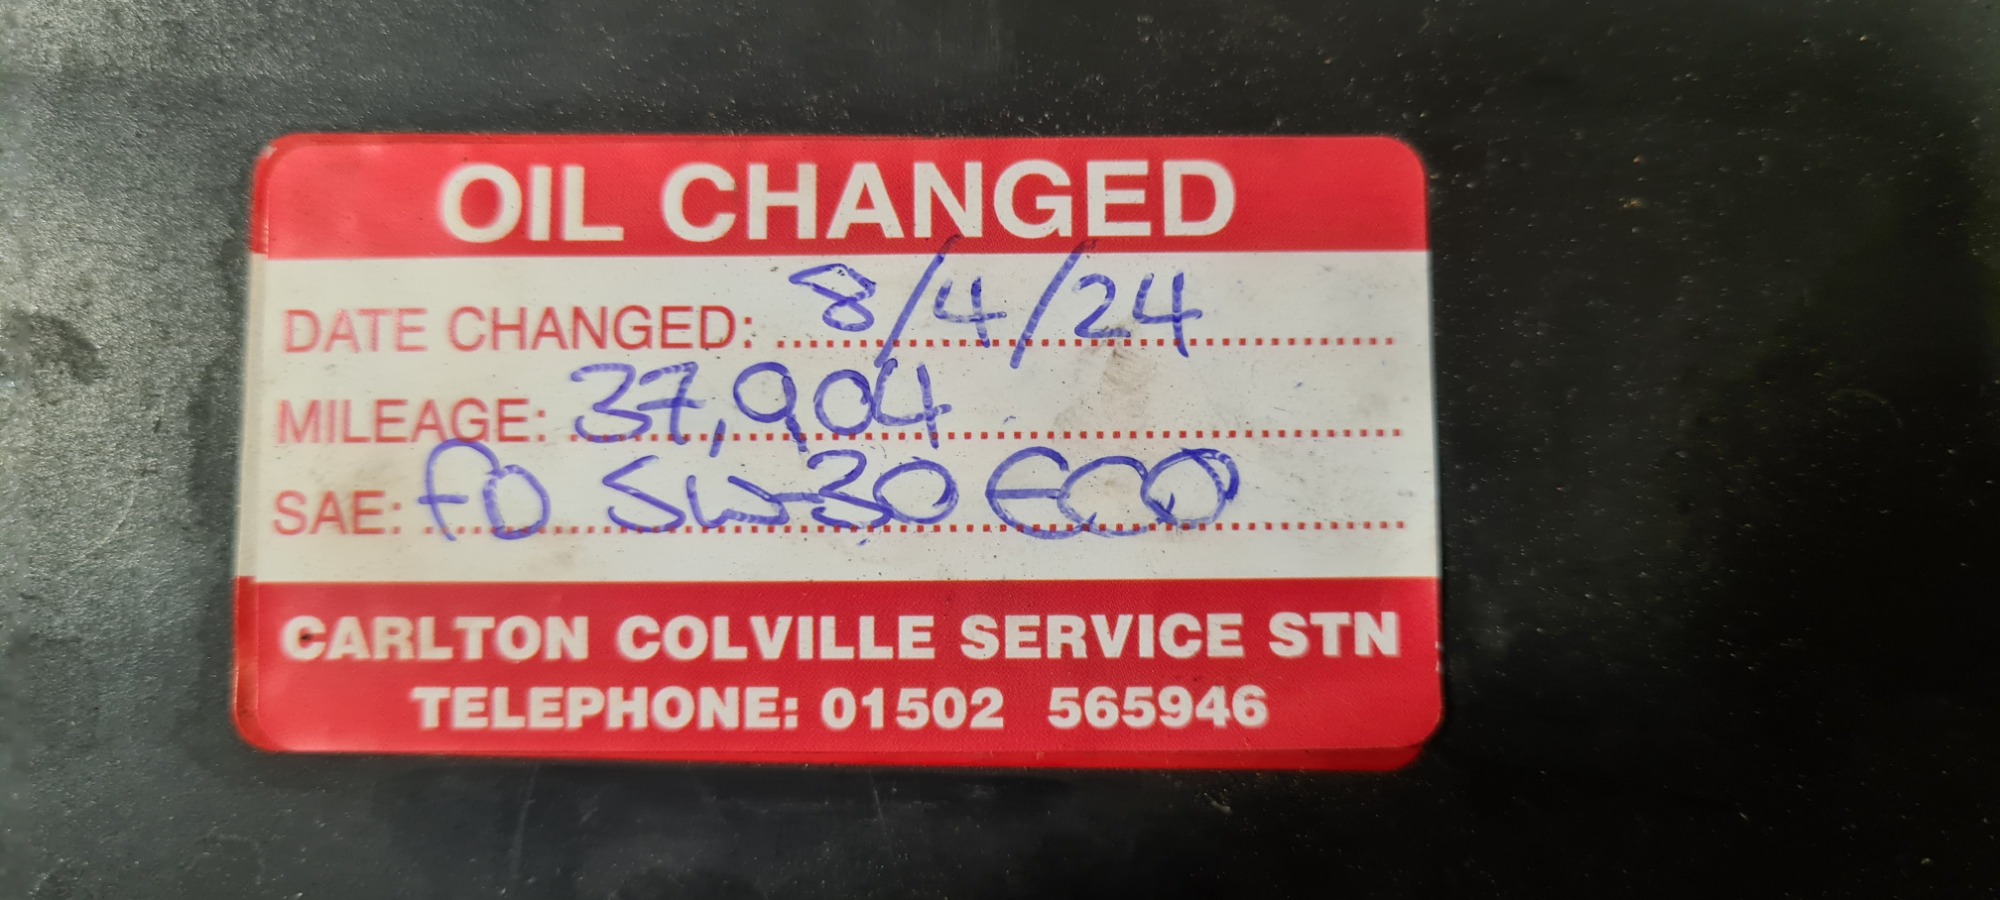 OIL CHANGED
DATE CHANGED: 8/4/24
MILEAGE: 37,904
SAE: FD 5W-30 ECO
CARLTON COLVILLE SERVICE STN
TELEPHONE: 01502 565946